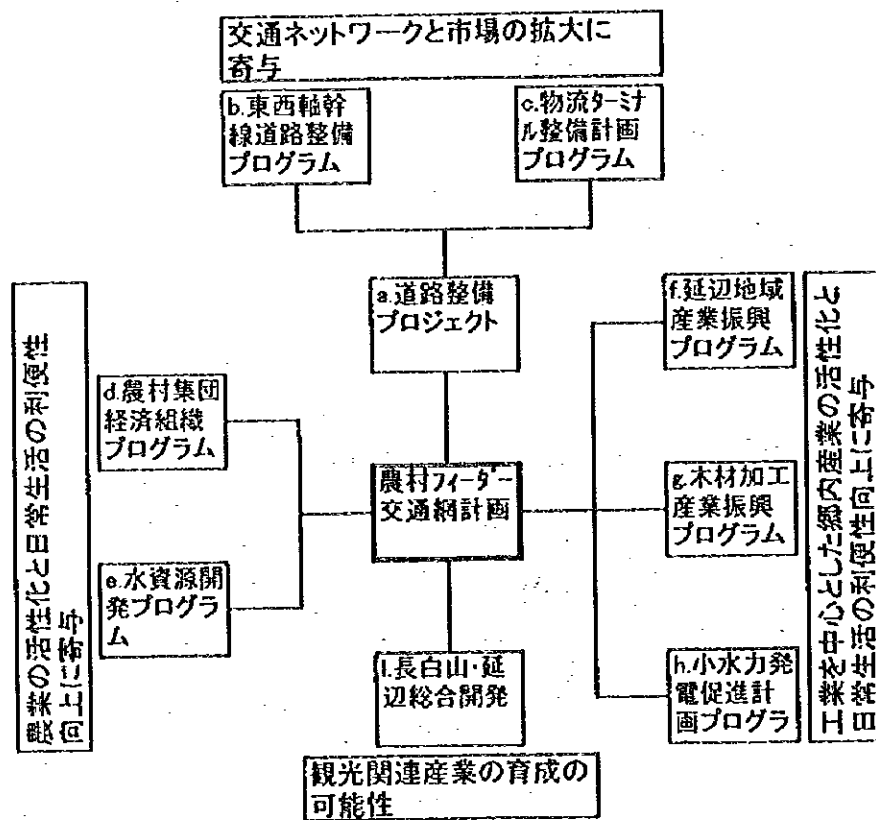 交通ネットワークと市場の拡大に
寄与
b.東西軸幹
線道路整備
プログラム
c.物流ターミナ
ル整備計画
プログラム
a.道路整備
プロジェクト
農業の活性化と日常生活の利便性
向上に寄与
d.農村集団
経済組織
プログラム
e.水資源開
発プログラ
ム
農村フィーダー
交通網計画
f.延辺地域
産業振興
プログラム
g.木材加工
産業振興
プログラム
h.小水力発
電促進計
画プログラ
工業を中心とした郷内産業の活性化と
日常生活の利便性向上に寄与
I.長白山・延
辺総合開発
観光関連産業の育成の
可能性